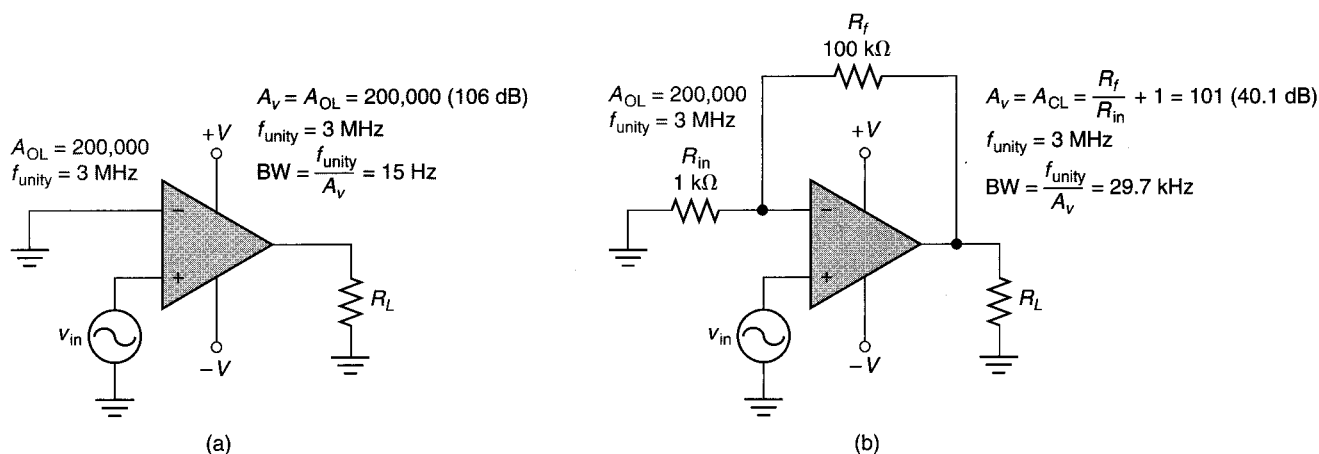 A_OL = 200,000
f_unity = 3 MHz
A_v = A_OL = 200,000 (106 dB)
f_unity = 3 MHz
BW = f_unity / A_v = 15 Hz
+V
−
+
v_in
−V
R_L
(a)
R_f
100 kΩ
A_OL = 200,000
f_unity = 3 MHz
R_in
1 kΩ
A_v = A_CL = R_f / R_in + 1 = 101 (40.1 dB)
f_unity = 3 MHz
BW = f_unity / A_v = 29.7 kHz
+V
−
+
v_in
−V
R_L
(b)